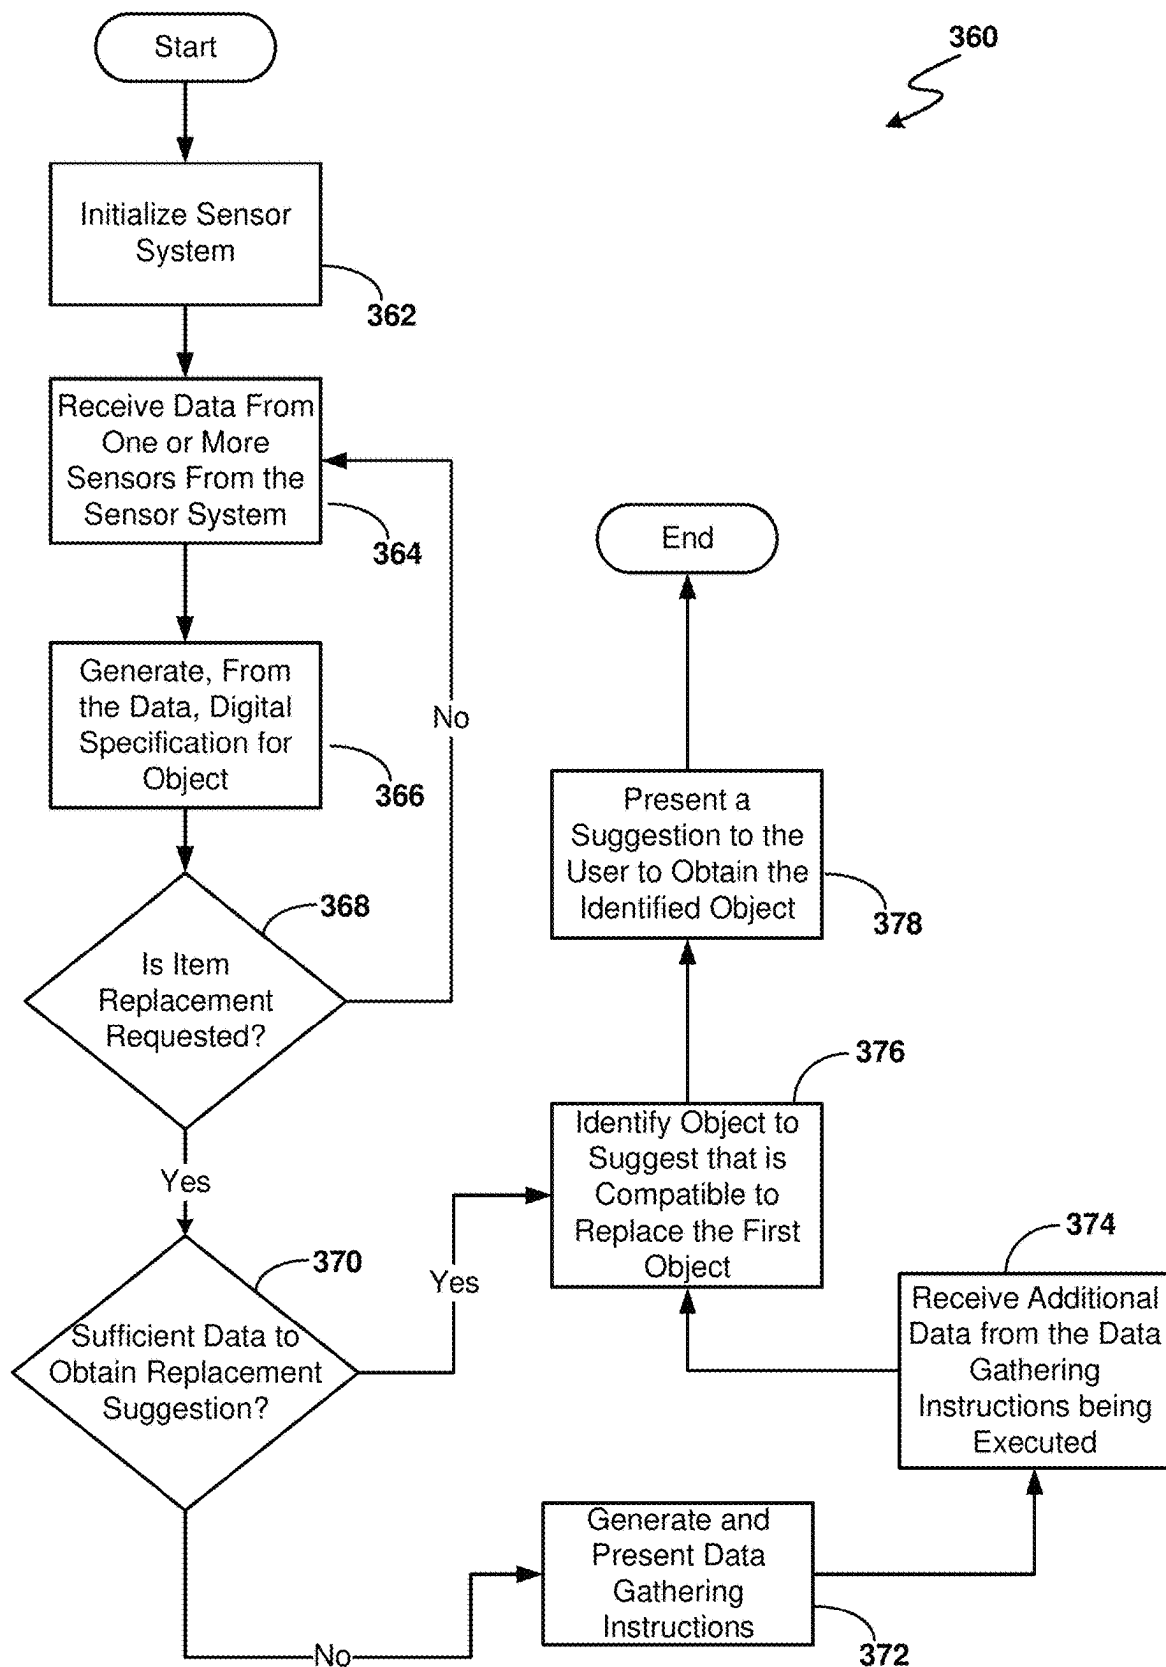 Start
360
Initialize Sensor
System
362
Receive Data From
One or More
Sensors From the
Sensor System
364
Generate, From
the Data, Digital
Specification for
Object
366
No
368
Is Item
Replacement
Requested?
Yes
370
Sufficient Data to
Obtain Replacement
Suggestion?
Yes
No
End
Present a
Suggestion to the
User to Obtain the
Identified Object
378
376
Identify Object to
Suggest that is
Compatible to
Replace the First
Object
374
Receive Additional
Data from the Data
Gathering
Instructions being
Executed
Generate and
Present Data
Gathering
Instructions
372